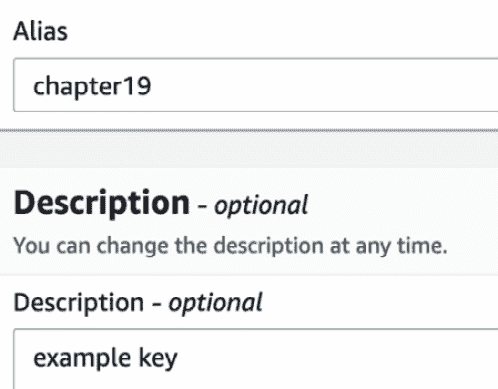 Alias
chapter19
Description - optional
You can change the description at any time.
Description - optional
example key